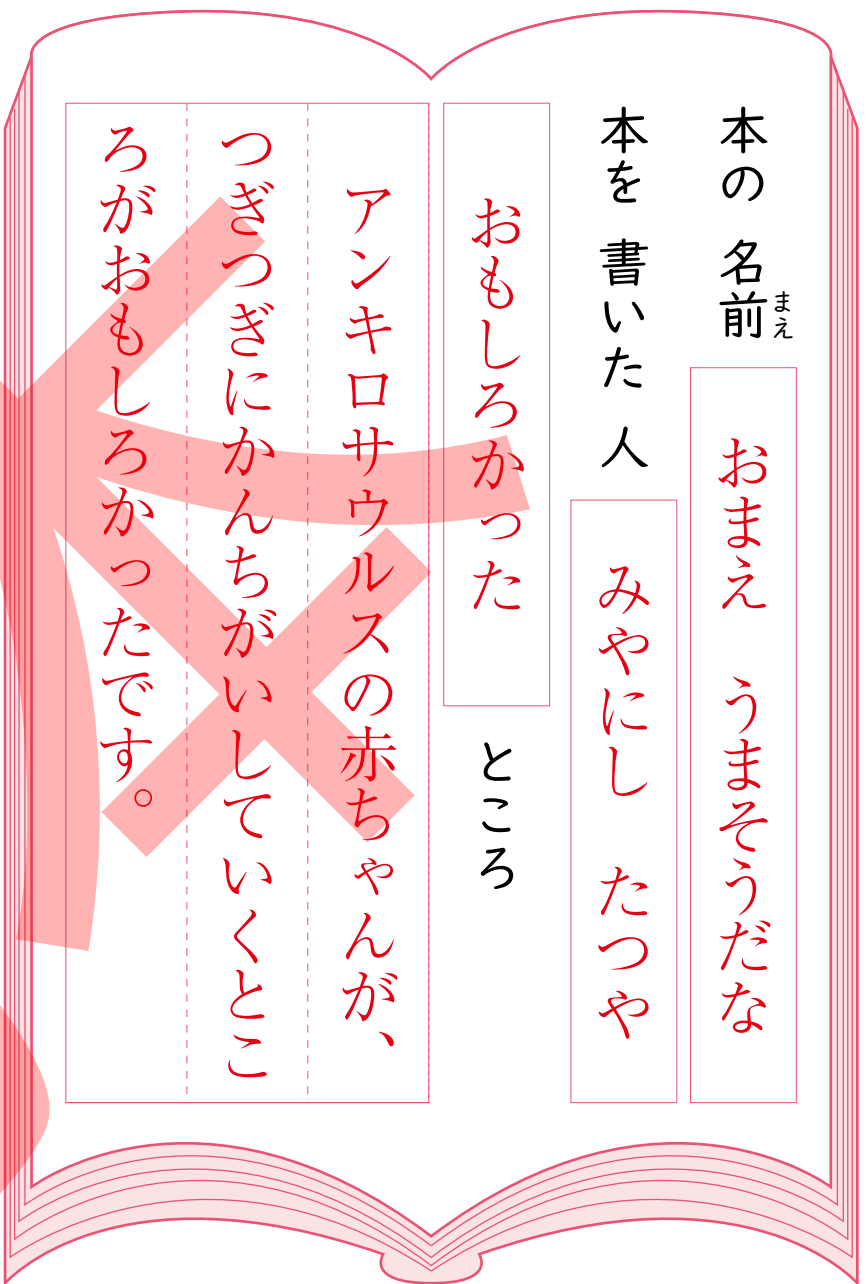 本の 名前 おまえ うまそうだな
まえ
本を 書いた 人 みやにし たつや
おもしろかった ところ
アンキロサウルスの赤ちゃんが、
つぎつぎにかんちがいしていくとこ
ろがおもしろかったです。